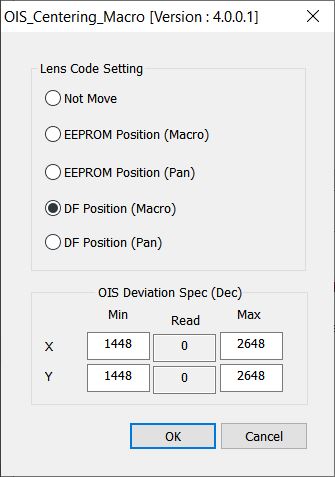 OIS_Centering_Macro [Version : 4.0.0.1]
Lens Code Setting
Not Move
EEPROM Position (Macro)
EEPROM Position (Pan)
DF Position (Macro)
DF Position (Pan)
OIS Deviation Spec (Dec)
Min Read Max
X 1448 0 2648
Y 1448 0 2648
OK Cancel